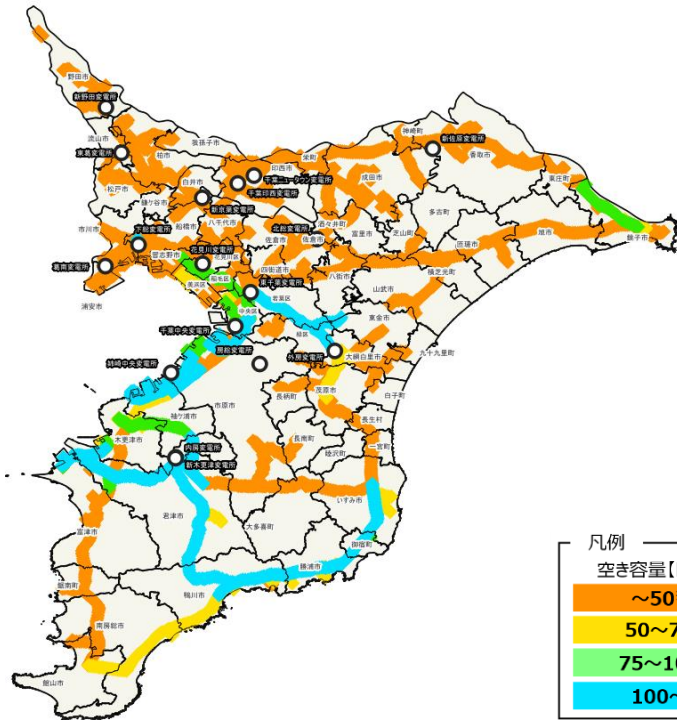 野田市
新野田変電所
流山市
我孫子市
東葛変電所
柏市
松戸市
鎌ケ谷市
白井市
印西市
栄町
千葉ニュータウン変電所
千葉印西変電所
新京葉変電所
神崎町
新佐原変電所
香取市
成田市
東庄町
多古町
銚子市
旭市
匝瑳市
市川市
船橋市
八千代市
下総変電所
習志野市
花見川変電所
花見川区
北総変電所
佐倉市
酒々井町
富里市
芝山町
葛南変電所
浦安市
美浜区
稲毛区
四街道市
八街市
東千葉変電所
若葉区
中央区
緑区
山武市
横芝光町
東金市
千葉中央変電所
房総変電所
外房変電所
大網白里市
九十九里町
姉崎中央変電所
市原市
茂原市
白子町
長柄町
長生村
袖ケ浦市
木更津市
長南町
一宮町
睦沢町
内房変電所
新木更津変電所
いすみ市
君津市
大多喜町
富津市
御宿町
勝浦市
鋸南町
鴨川市
南房総市
館山市
凡例
空き容量【
～50
50～7
75～10
100～